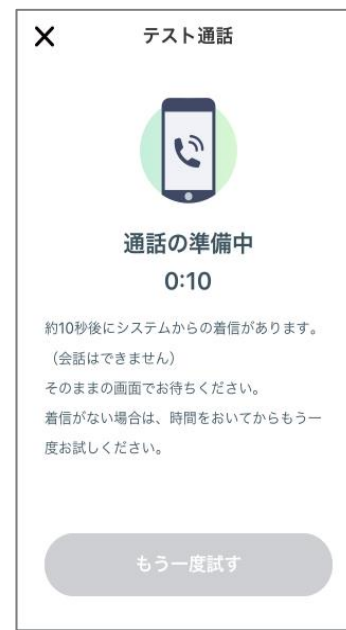 テスト通話
通話の準備中
0:10
約10秒後にシステムからの着信があります。
（会話はできません）
そのままの画面でお待ちください。
着信がない場合は、時間をおいてからもう一
度お試しください。
もう一度試す